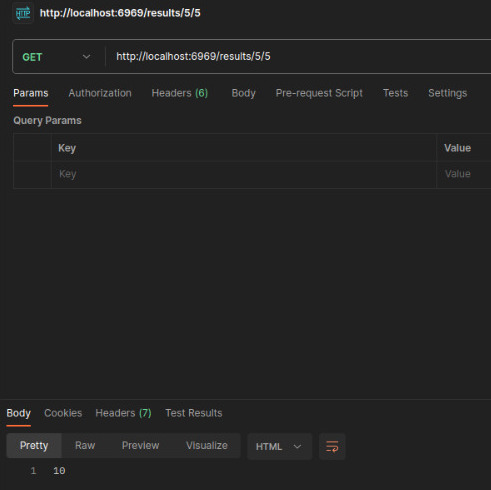 HTTP http://localhost:6969/results/5/5
GET http://localhost:6969/results/5/5
Params Authorization Headers (6) Body Pre-request Script Tests Settings
Query Params
Key Value
Key Value
Body Cookies Headers (7) Test Results
Pretty Raw Preview Visualize HTML
1 10